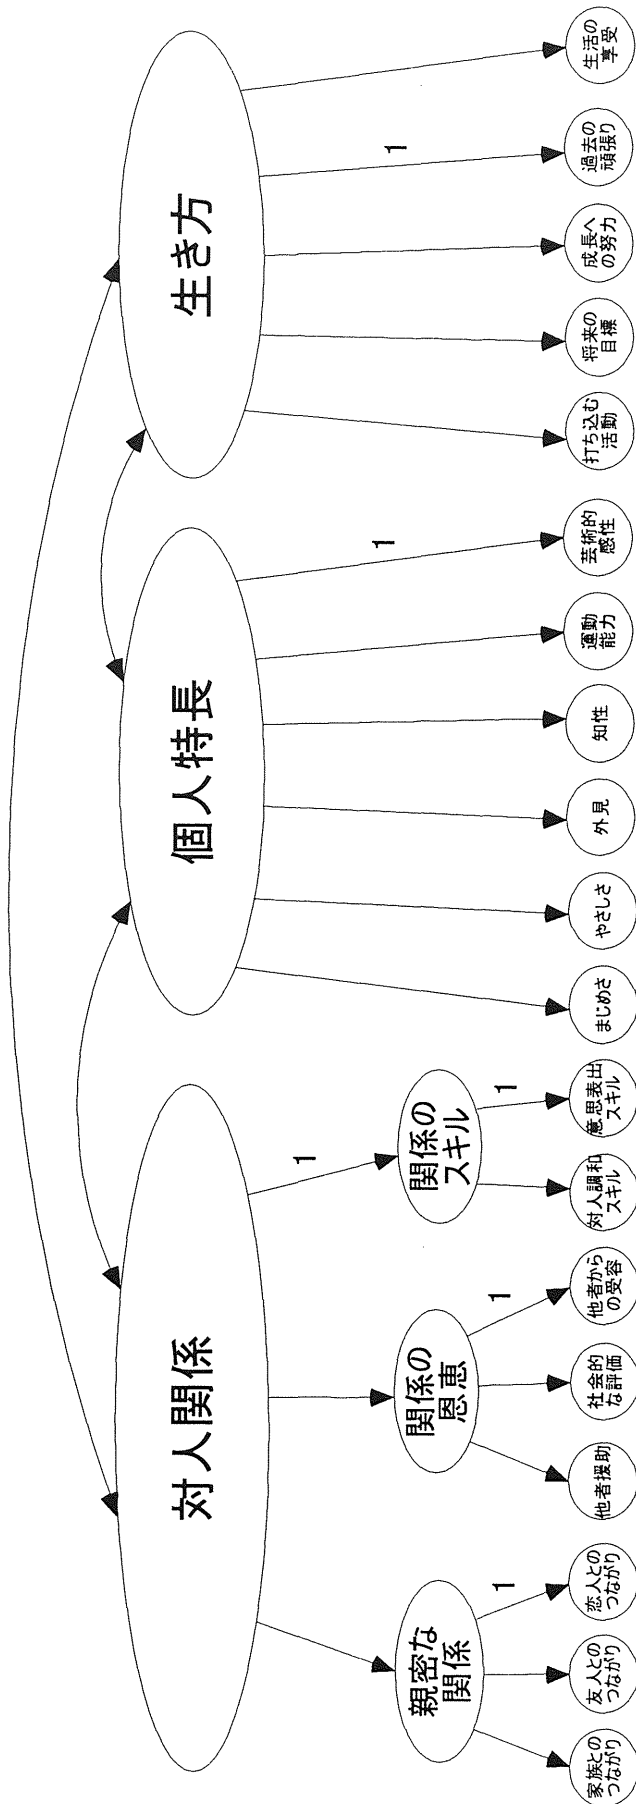 対人関係
個人特長
生き方
1
親密な
関係
関係の
恩恵
関係の
スキル
1
1
1
1
1
家族との
つながり
友人との
つながり
恋人との
つながり
他者援助
社会的
な評価
他者から
の受容
対人調和
スキル
意思表出
スキル
まじめさ
やさしさ
外見
知性
運動
能力
芸術的
感性
打ち込む
活動
将来の
目標
成長へ
の努力
過去の
頑張り
生活の
享受